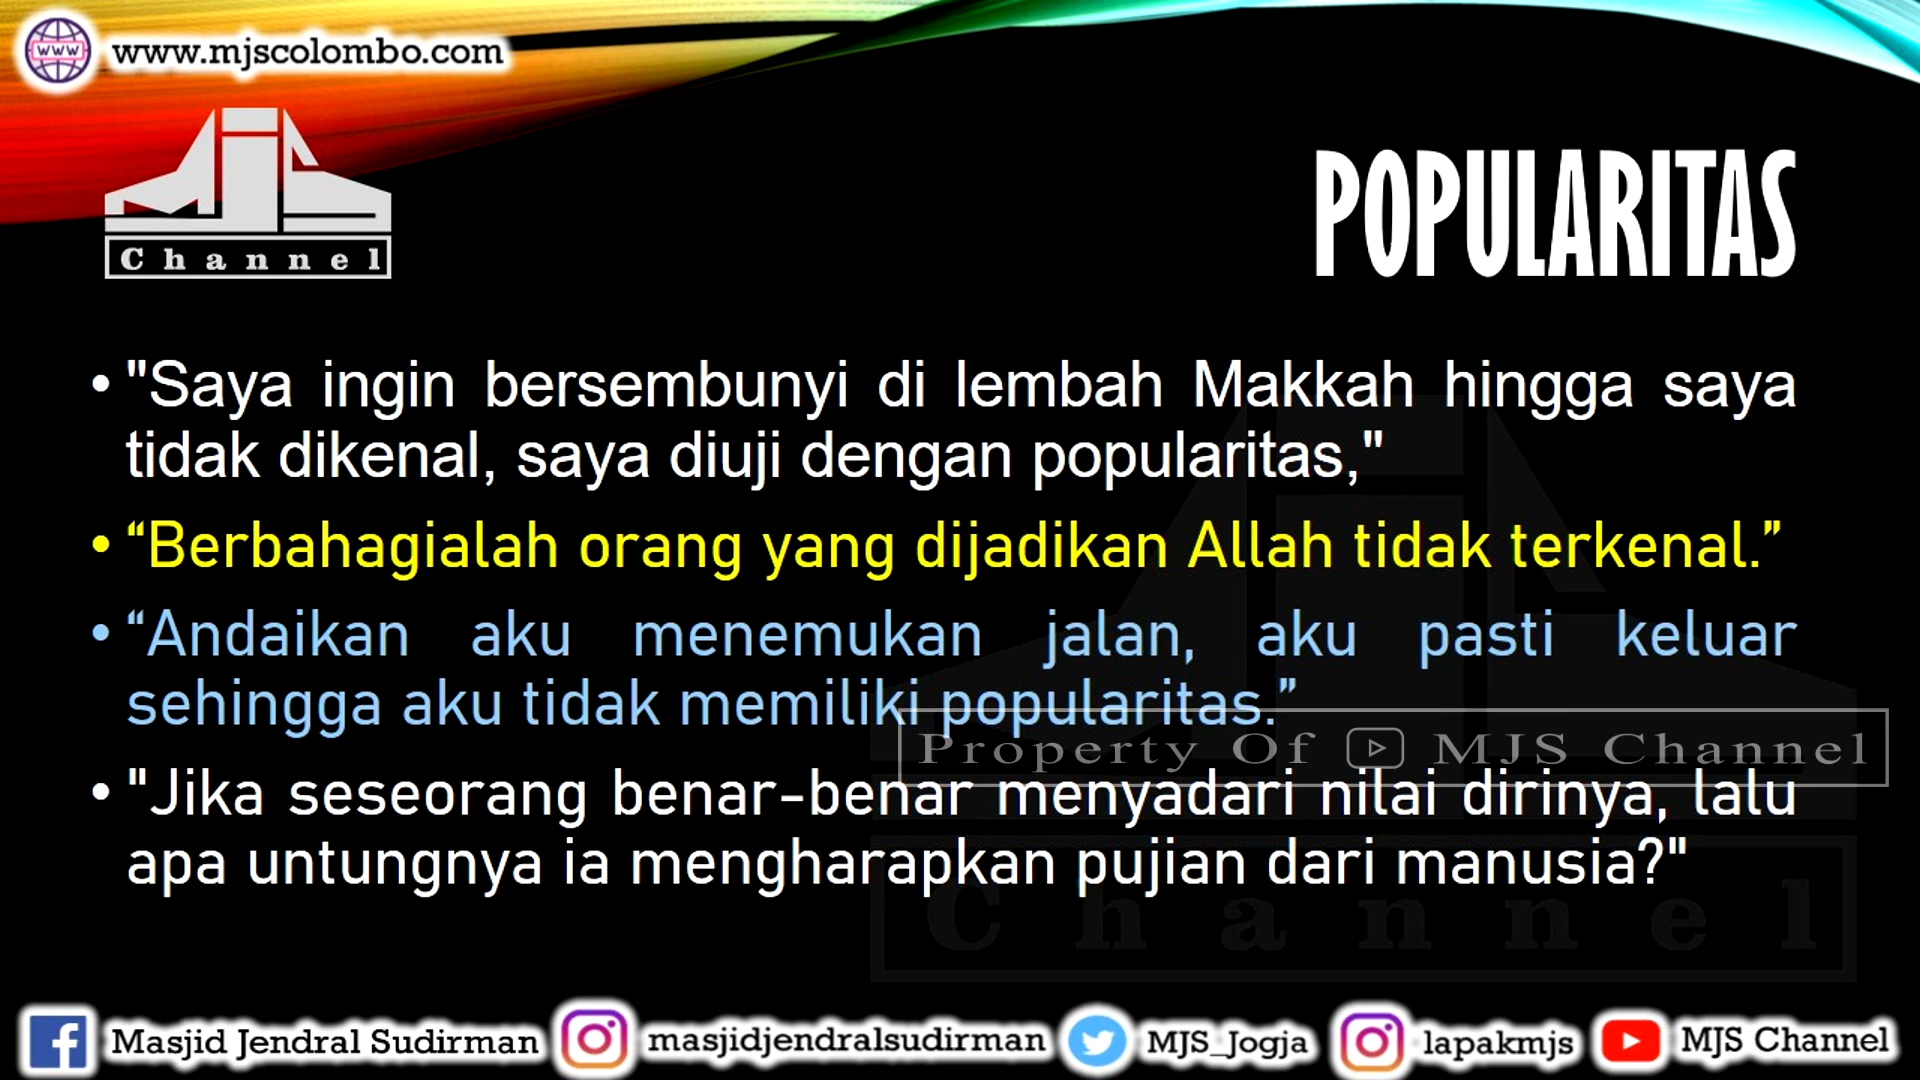 www.mjscolombo.com
MJS
Channel
POPULARITAS
• "Saya ingin bersembunyi di lembah Makkah hingga saya
tidak dikenal, saya diuji dengan popularitas,"
• “Berbahagialah orang yang dijadikan Allah tidak terkenal.”
• “Andaikan aku menemukan jalan, aku pasti keluar
sehingga aku tidak memiliki popularitas.”
Property Of MJS Channel
• "Jika seseorang benar-benar menyadari nilai dirinya, lalu
apa untungnya ia mengharapkan pujian dari manusia?"
Channel
Masjid Jendral Sudirman masjidjendralsudirman MJS_Jogja lapakmjs MJS Channel